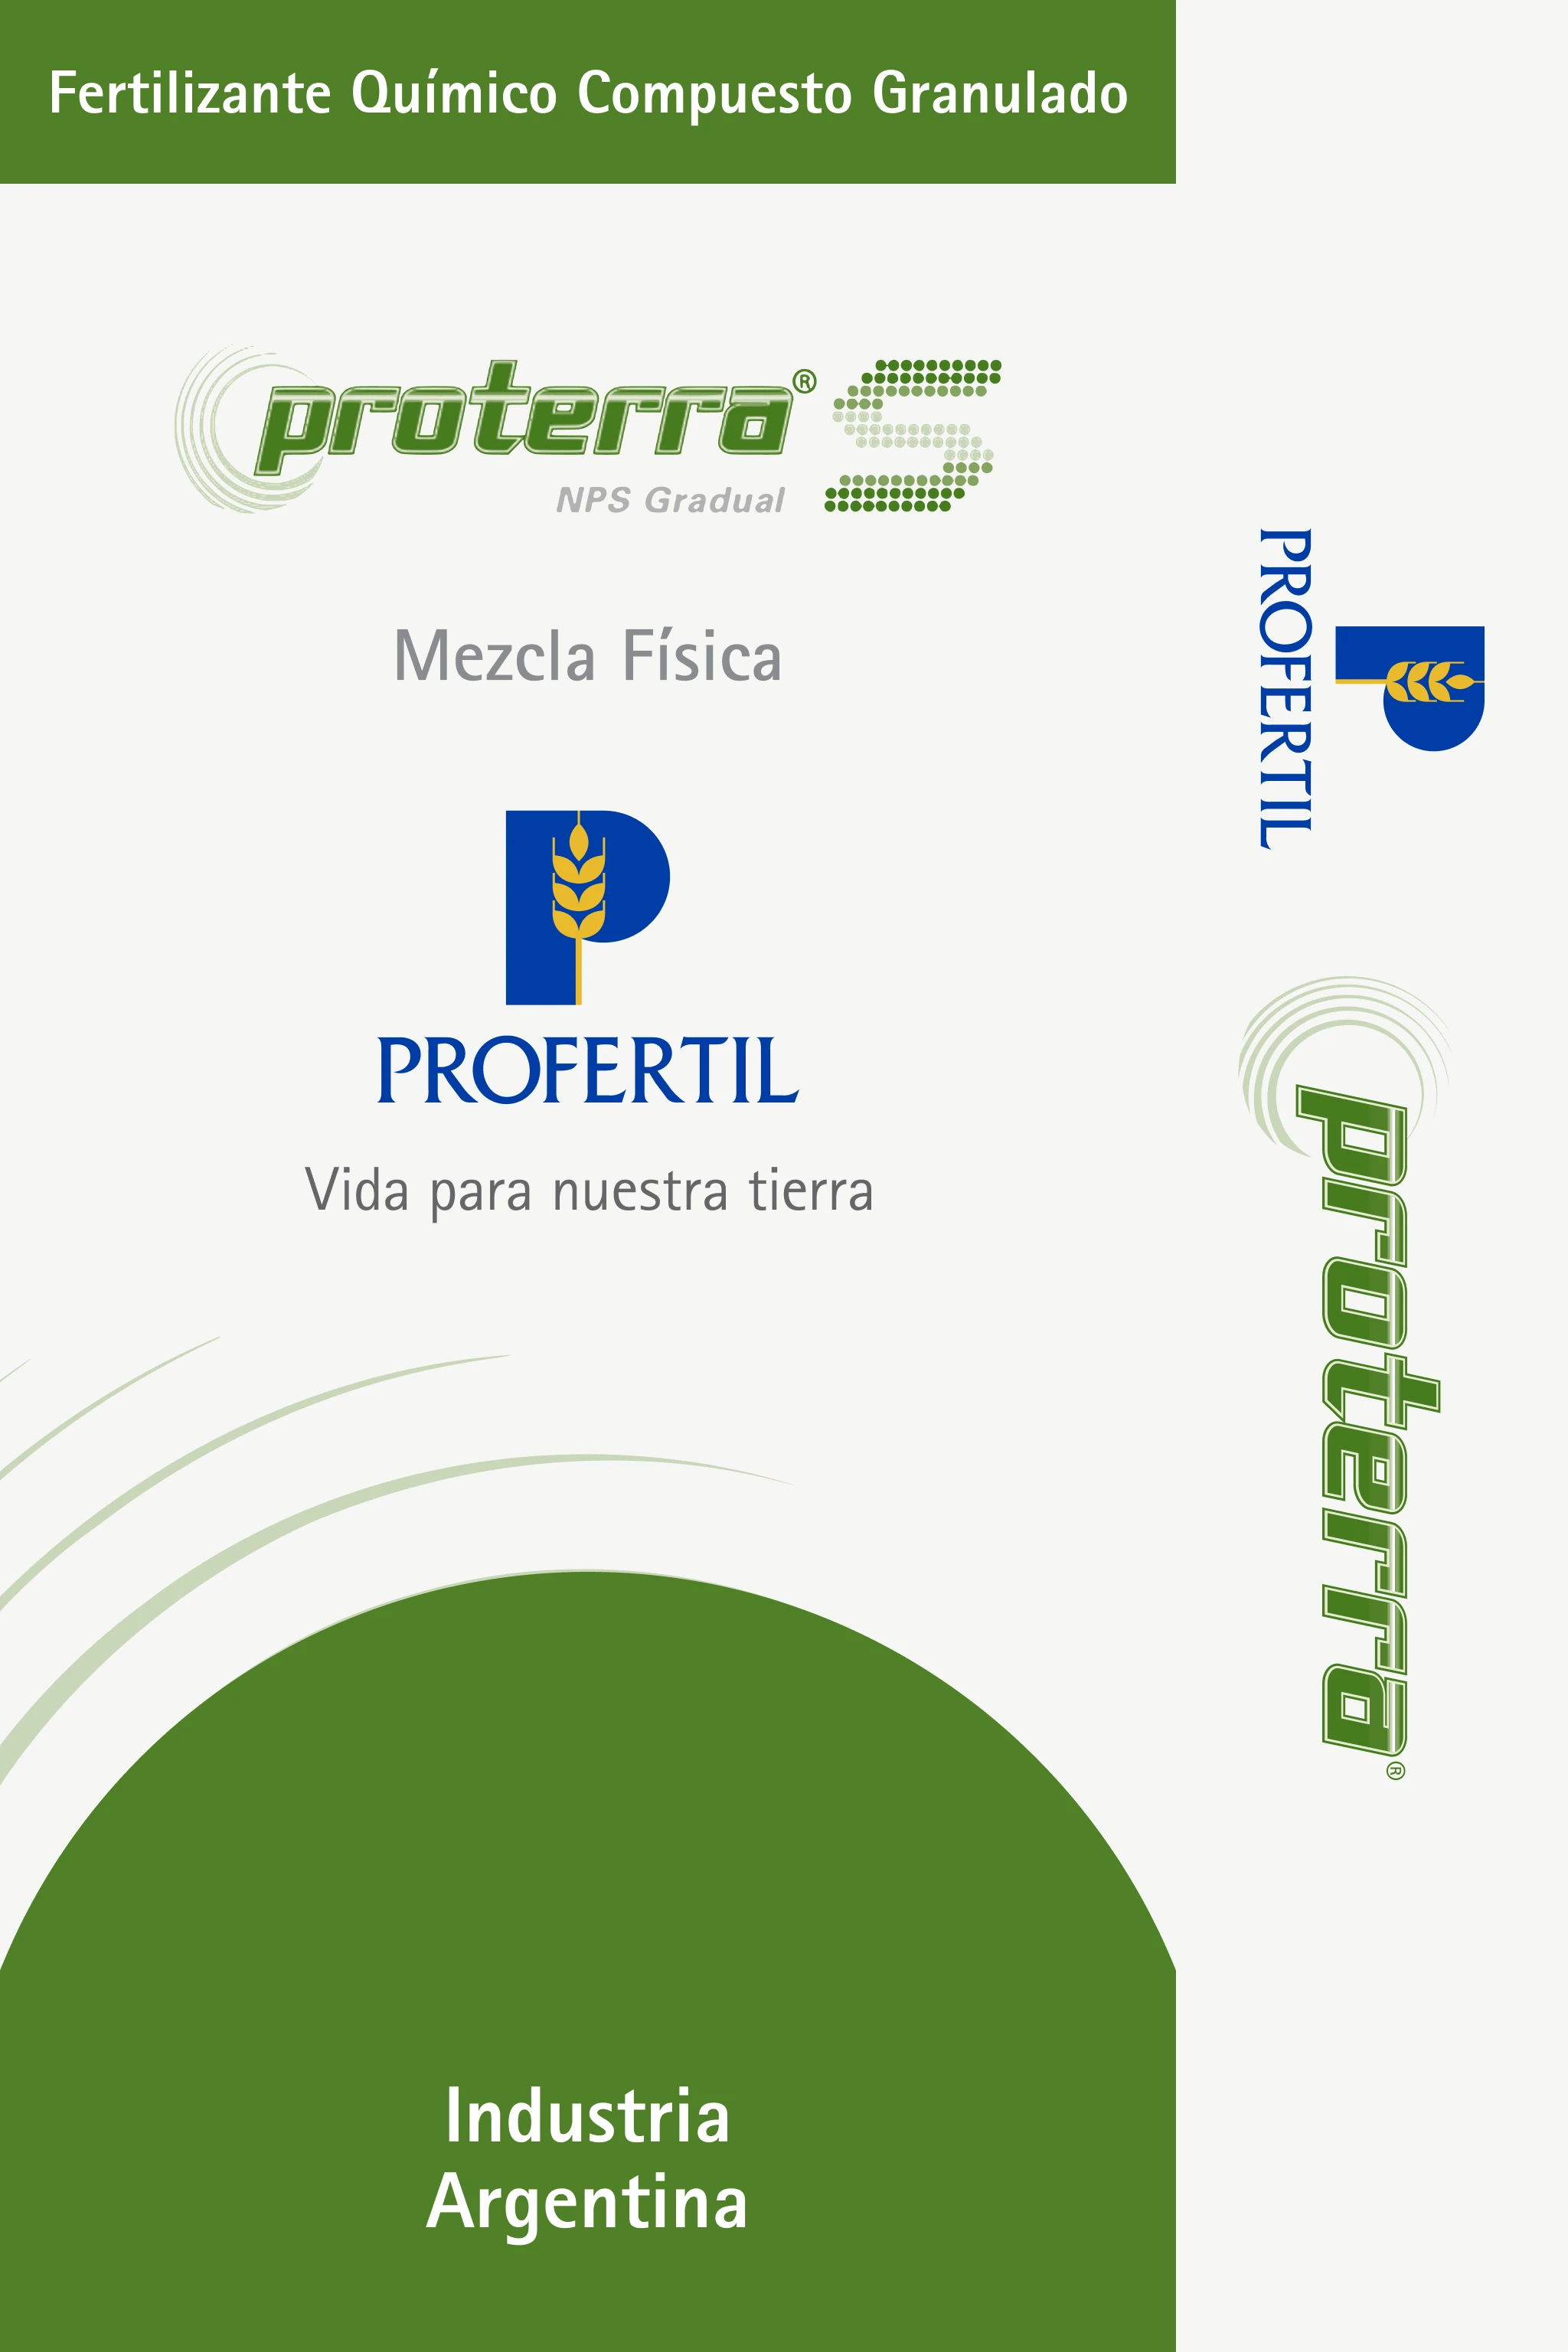 Fertilizante Químico Compuesto Granulado
proterra® S
NPS Gradual
Mezcla Física
PROFERTIL
Vida para nuestra tierra
Industria
Argentina
PROFERTIL
proterra®